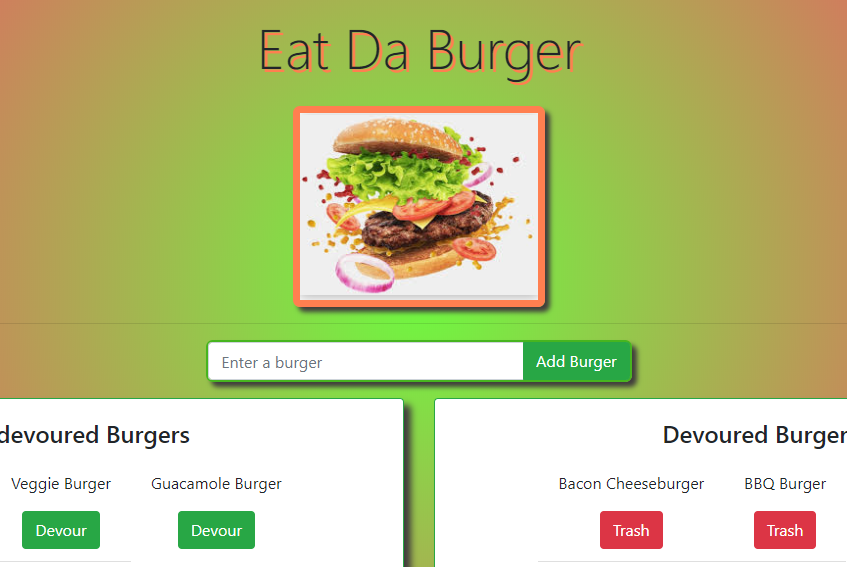 Eat Da Burger
Enter a burger
Add Burger
devoured Burgers
Veggie Burger
Guacamole Burger
Devour
Devour
Devoured Burger
Bacon Cheeseburger
BBQ Burger
Trash
Trash